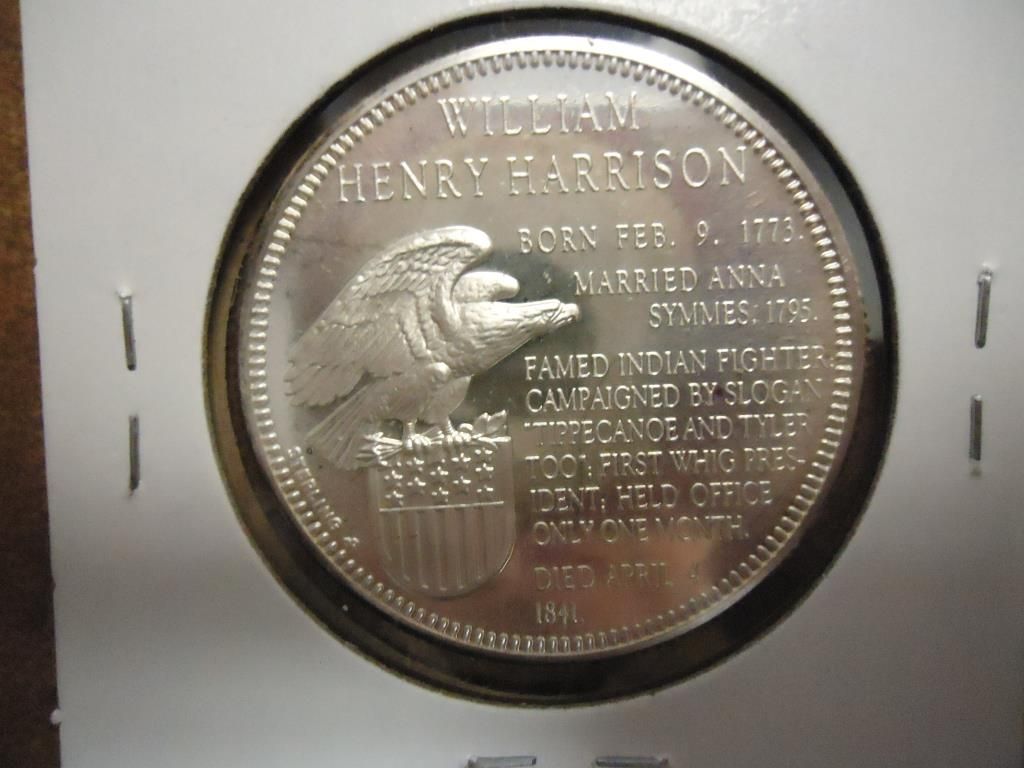 WILLIAM
HENRY HARRISON
BORN FEB. 9. 1773.
MARRIED ANNA
SYMMES: 1795.
FAMED INDIAN FIGHTER.
CAMPAIGNED BY SLOGAN
"TIPPECANOE AND TYLER
TOO"; FIRST WHIG PRES-
IDENT; HELD OFFICE
ONLY ONE MONTH.
DIED APRIL 4
1841.
STERLING